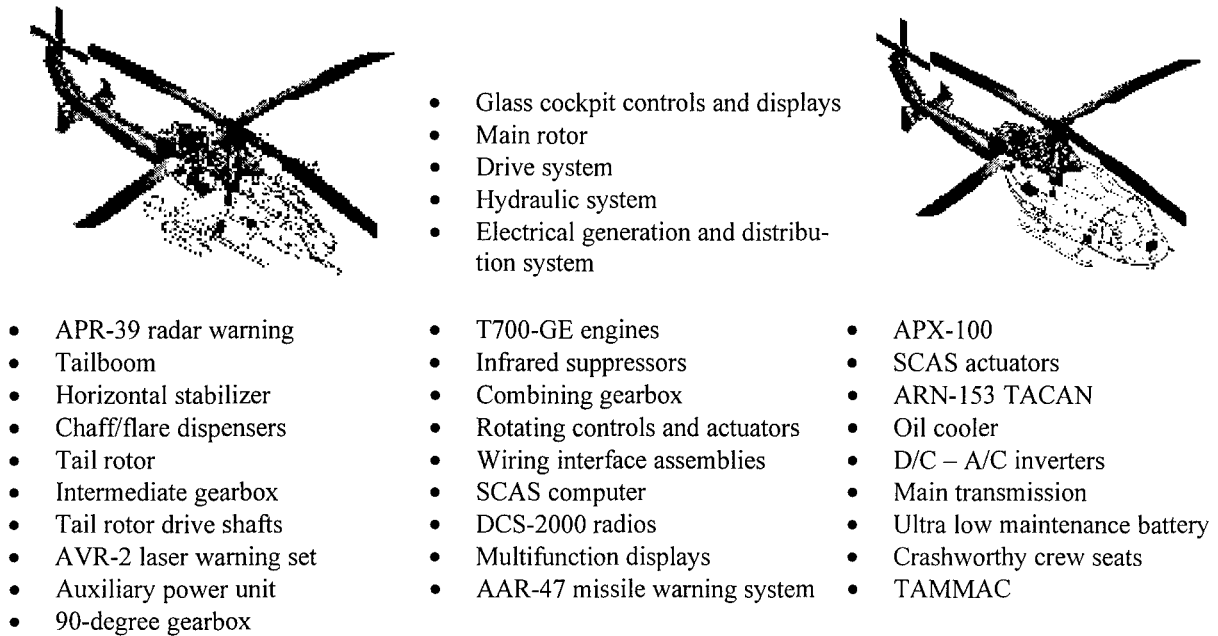 • Glass cockpit controls and displays
• Main rotor
• Drive system
• Hydraulic system
• Electrical generation and distribu-
tion system
• APR-39 radar warning
• Tailboom
• Horizontal stabilizer
• Chaff/flare dispensers
• Tail rotor
• Intermediate gearbox
• Tail rotor drive shafts
• AVR-2 laser warning set
• Auxiliary power unit
• 90-degree gearbox
• T700-GE engines
• Infrared suppressors
• Combining gearbox
• Rotating controls and actuators
• Wiring interface assemblies
• SCAS computer
• DCS-2000 radios
• Multifunction displays
• AAR-47 missile warning system
• APX-100
• SCAS actuators
• ARN-153 TACAN
• Oil cooler
• D/C – A/C inverters
• Main transmission
• Ultra low maintenance battery
• Crashworthy crew seats
• TAMMAC